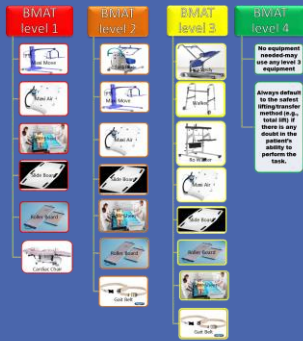 BMAT
level 1
Maxi Move
Maxi Air
Slide Board
Roller board
Cardiac Chair
BMAT
level 2
Maxi Move
Maxi Air
Slide Board
Roller board
Gait Belt
BMAT
level 3
Walker
Maxi Air
Slide Board
Roller board
Gait Belt
BMAT
level 4
No equipment
needed-may
use any level 3
equipment
Always default
to the safest
lifting/transfer
method (e.g.,
total lift) if
there is any
doubt in the
patient's
ability to
perform the
task.